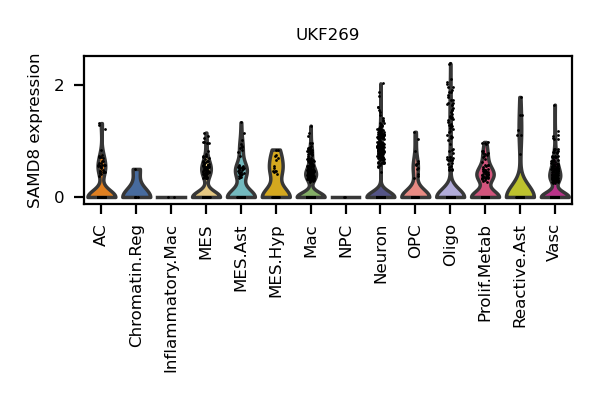 UKF269
SAMD8 expression
2
0
AC
Chromatin.Reg
Inflammatory.Mac
MES
MES.Ast
MES.Hyp
Mac
NPC
Neuron
OPC
Oligo
Prolif.Metab
Reactive.Ast
Vasc